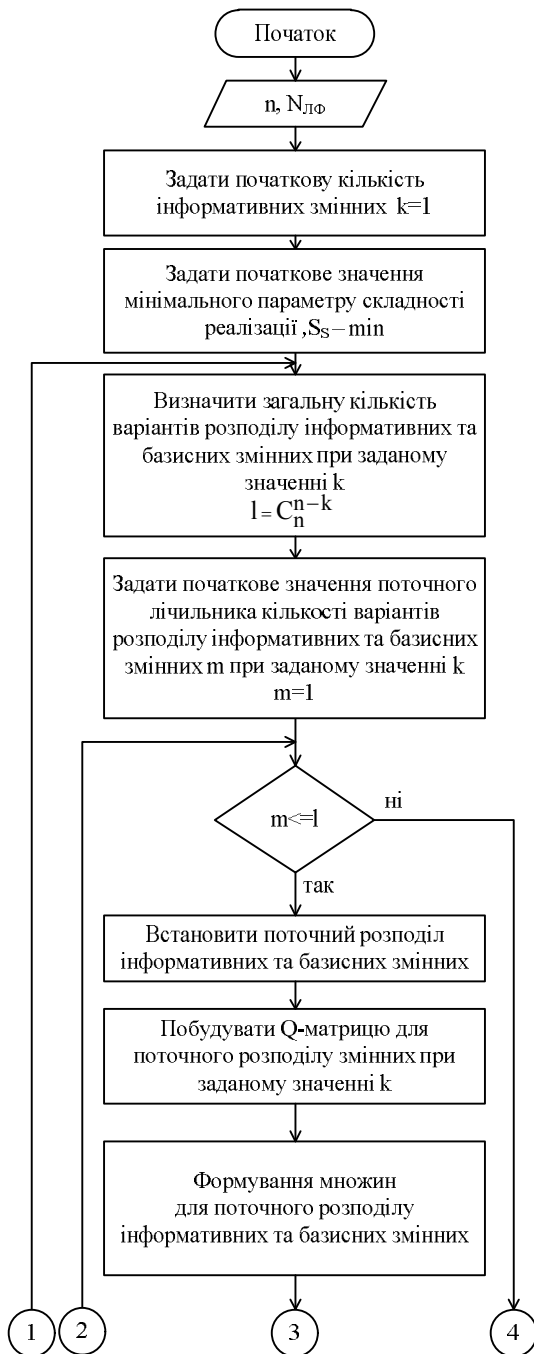 Початок
n, NЛФ
Задати початкову кількість
інформативних змінних k=1
Задати початкове значення
мінімального параметру складності
реалізації ,SS – min
Визначити загальну кількість
варіантів розподілу інформативних та
базисних змінних при заданому
значенні k
l = C_n^{n−k}
Задати початкове значення поточного
лічильника кількості варіантів
розподілу інформативних та базисних
змінних m при заданому значенні k
m=1
m<=l
ні
так
Встановити поточний розподіл
інформативних та базисних змінних
Побудувати Q-матрицю для
поточного розподілу змінних при
заданому значенні k
Формування множин
для поточного розподілу
інформативних та базисних змінних
1 2 3 4